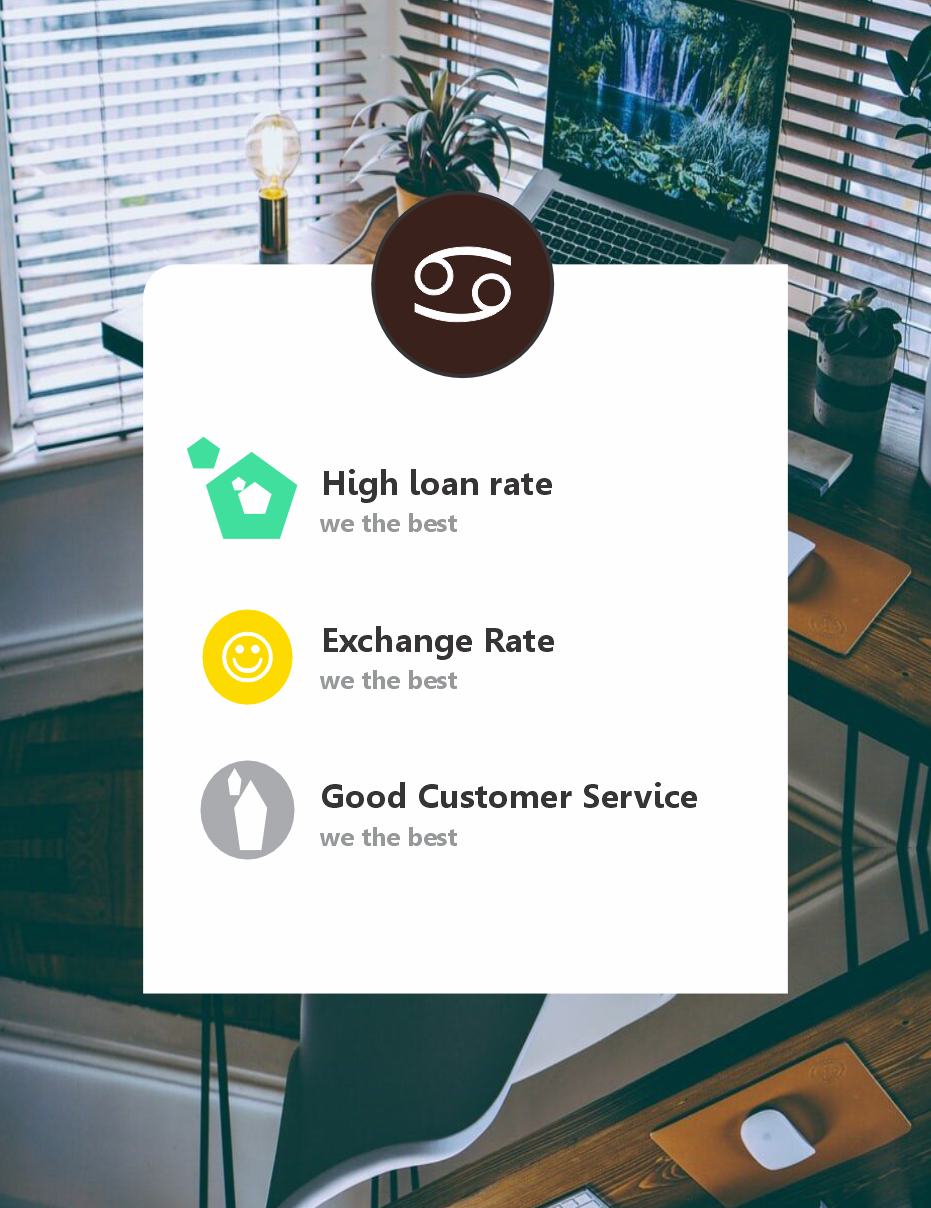 High loan rate
we the best
Exchange Rate
we the best
Good Customer Service
we the best